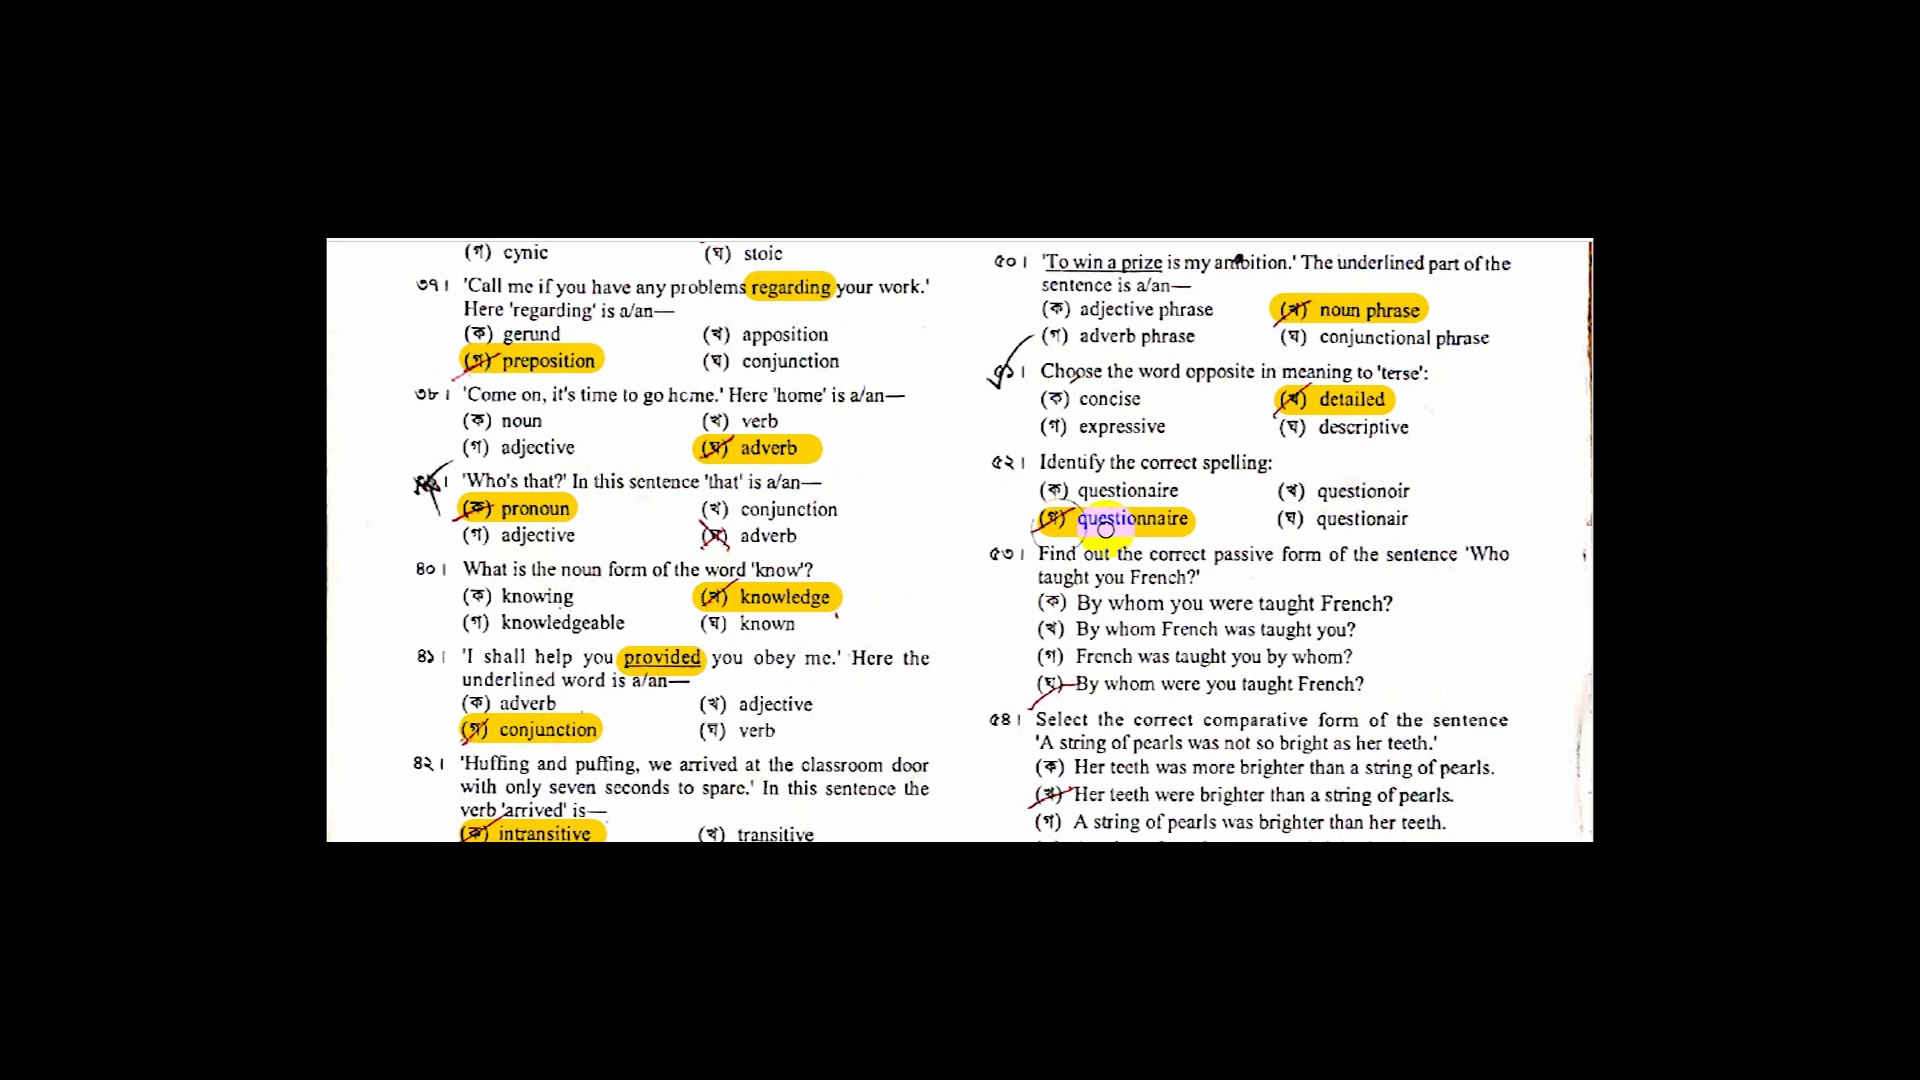 (গ) cynic (ঘ) stoic
৩৭। 'Call me if you have any problems regarding your work.'
Here 'regarding' is a/an—
(ক) gerund (খ) apposition
(গ) preposition (ঘ) conjunction
৩৮। 'Come on, it's time to go home.' Here 'home' is a/an—
(ক) noun (খ) verb
(গ) adjective (ঘ) adverb
'Who's that?' In this sentence 'that' is a/an—
(ক) pronoun (খ) conjunction
(গ) adjective (ঘ) adverb
৪০। What is the noun form of the word 'know'?
(ক) knowing (খ) knowledge
(গ) knowledgeable (ঘ) known
৪১। 'I shall help you provided you obey me.' Here the
underlined word is a/an—
(ক) adverb (খ) adjective
(গ) conjunction (ঘ) verb
৪২। 'Huffing and puffing, we arrived at the classroom door
with only seven seconds to spare.' In this sentence the
verb 'arrived' is—
(ক) intransitive (খ) transitive
৫০। 'To win a prize is my ambition.' The underlined part of the
sentence is a/an—
(ক) adjective phrase (খ) noun phrase
(গ) adverb phrase (ঘ) conjunctional phrase
৫১। Choose the word opposite in meaning to 'terse':
(ক) concise (খ) detailed
(গ) expressive (ঘ) descriptive
৫২। Identify the correct spelling:
(ক) questionaire (খ) questionoir
(গ) questionnaire (ঘ) questionair
৫৩। Find out the correct passive form of the sentence 'Who
taught you French?'
(ক) By whom you were taught French?
(খ) By whom French was taught you?
(গ) French was taught you by whom?
(ঘ) By whom were you taught French?
৫৪। Select the correct comparative form of the sentence
'A string of pearls was not so bright as her teeth.'
(ক) Her teeth was more brighter than a string of pearls.
(খ) Her teeth were brighter than a string of pearls.
(গ) A string of pearls was brighter than her teeth.